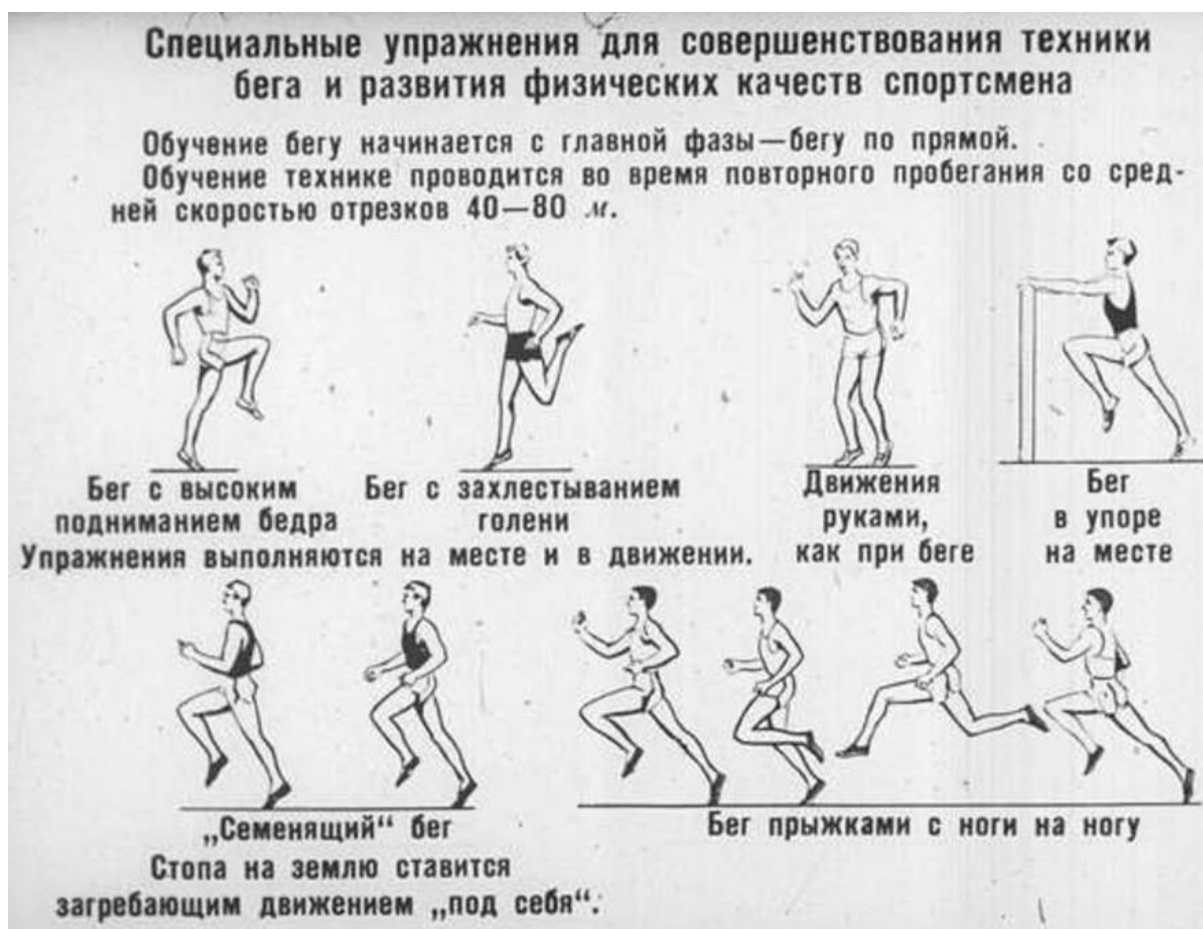 Специальные упражнения для совершенствования техники
бега и развития физических качеств спортсмена
Обучение бегу начинается с главной фазы—бегу по прямой.
Обучение технике проводится во время повторного пробегания со сред-
ней скоростью отрезков 40—80 м.
Бег с высоким
подниманием бедра
Бег с захлестыванием
голени
Упражнения выполняются на месте и в движении.
Движения
руками,
как при беге
Бег
в упоре
на месте
„Семенящий“ бег
Стопа на землю ставится
загребающим движением „под себя“.
Бег прыжками с ноги на ногу